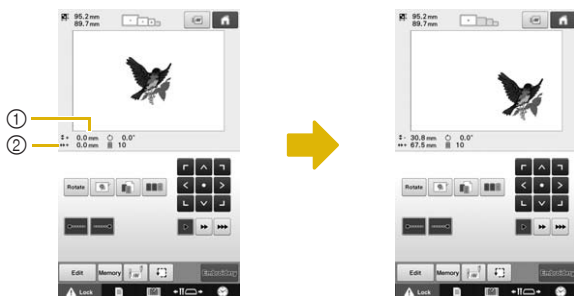 95.2 mm
89.7 mm
①
②
0.0 mm 0.0°
0.0 mm 10
Rotate
Edit Memory Embroidery
Lock
95.2 mm
89.7 mm
- 30.8 mm 0.0°
+ 67.5 mm 10
Rotate
Edit Memory Embroidery
Lock